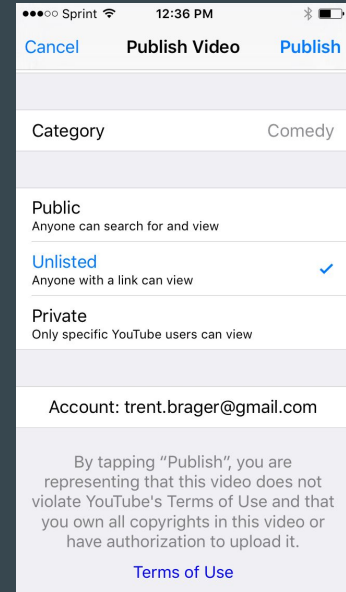 Sprint 12:36 PM
Cancel Publish Video Publish
Category Comedy
Public
Anyone can search for and view
Unlisted
Anyone with a link can view
Private
Only specific YouTube users can view
Account: trent.brager@gmail.com
By tapping “Publish”, you are
representing that this video does not
violate YouTube's Terms of Use and that
you own all copyrights in this video or
have authorization to upload it.
Terms of Use